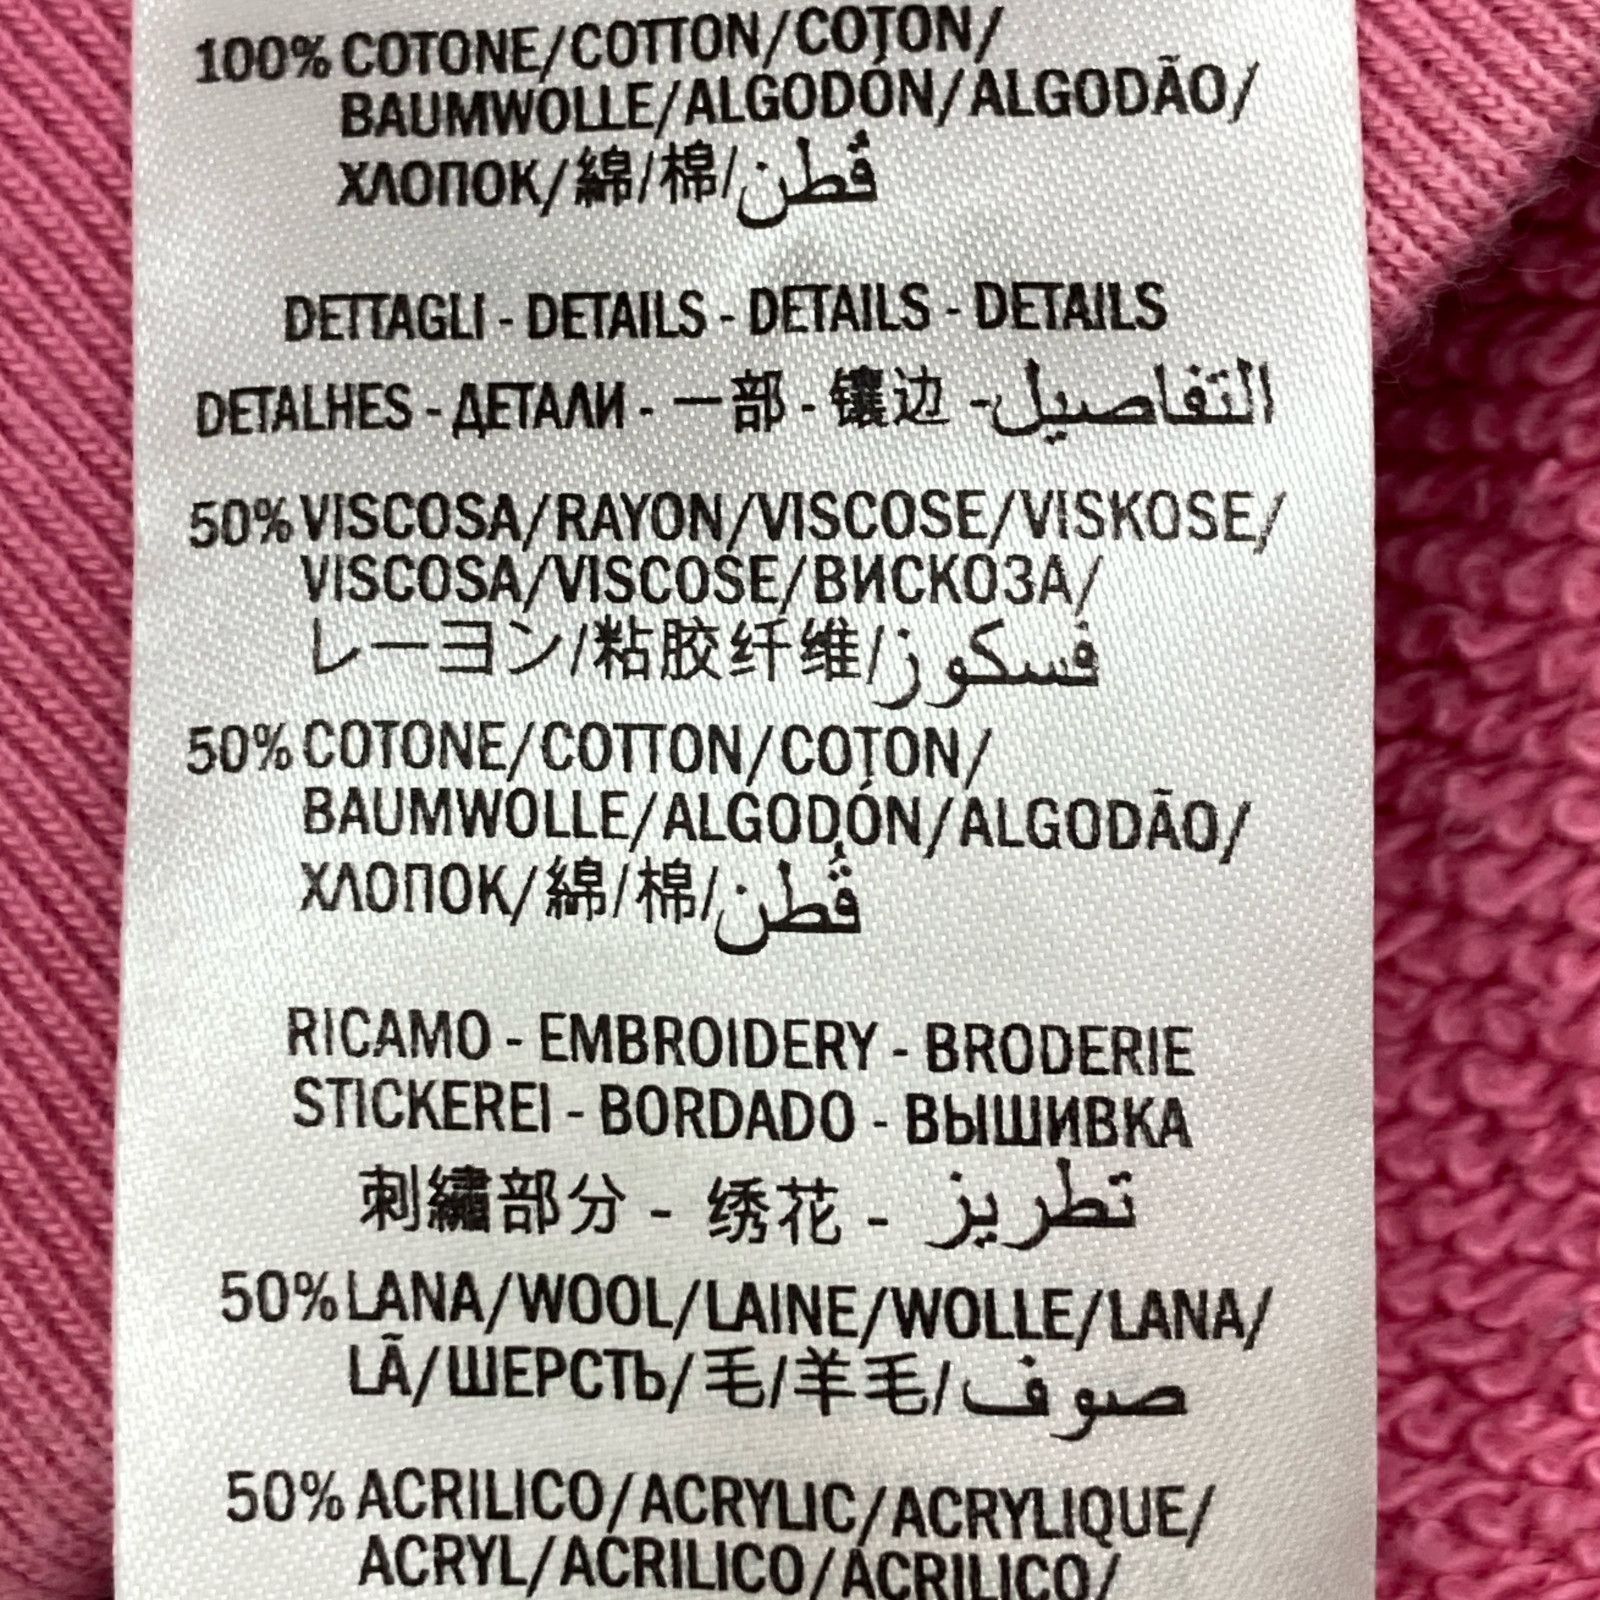 100% COTONE/COTTON/COTON/
BAUMWOLLE/ALGODÓN/ALGODÃO/
ХЛОПОК/綿/棉/قُطن
DETTAGLI - DETAILS - DETAILS - DETAILS
DETALHES - ДЕТАЛИ - 一部 - 镶边 - التفاصيل
50% VISCOSA/RAYON/VISCOSE/VISKOSE/
VISCOSA/VISCOSE/ВИСКОЗА/
レーヨン/粘胶纤维/فسكوز
50% COTONE/COTTON/COTON/
BAUMWOLLE/ALGODÓN/ALGODÃO/
ХЛОПОК/綿/棉/قُطن
RICAMO - EMBROIDERY - BRODERIE
STICKEREI - BORDADO - ВЫШИВКА
刺繍部分 - 绣花 - تطريز
50% LANA/WOOL/LAINE/WOLLE/LANA/
LÃ/ШЕРСТЬ/毛/羊毛/صوف
50% ACRILICO/ACRYLIC/ACRYLIQUE/
ACRYL/ACRILICO/ACRILICO/